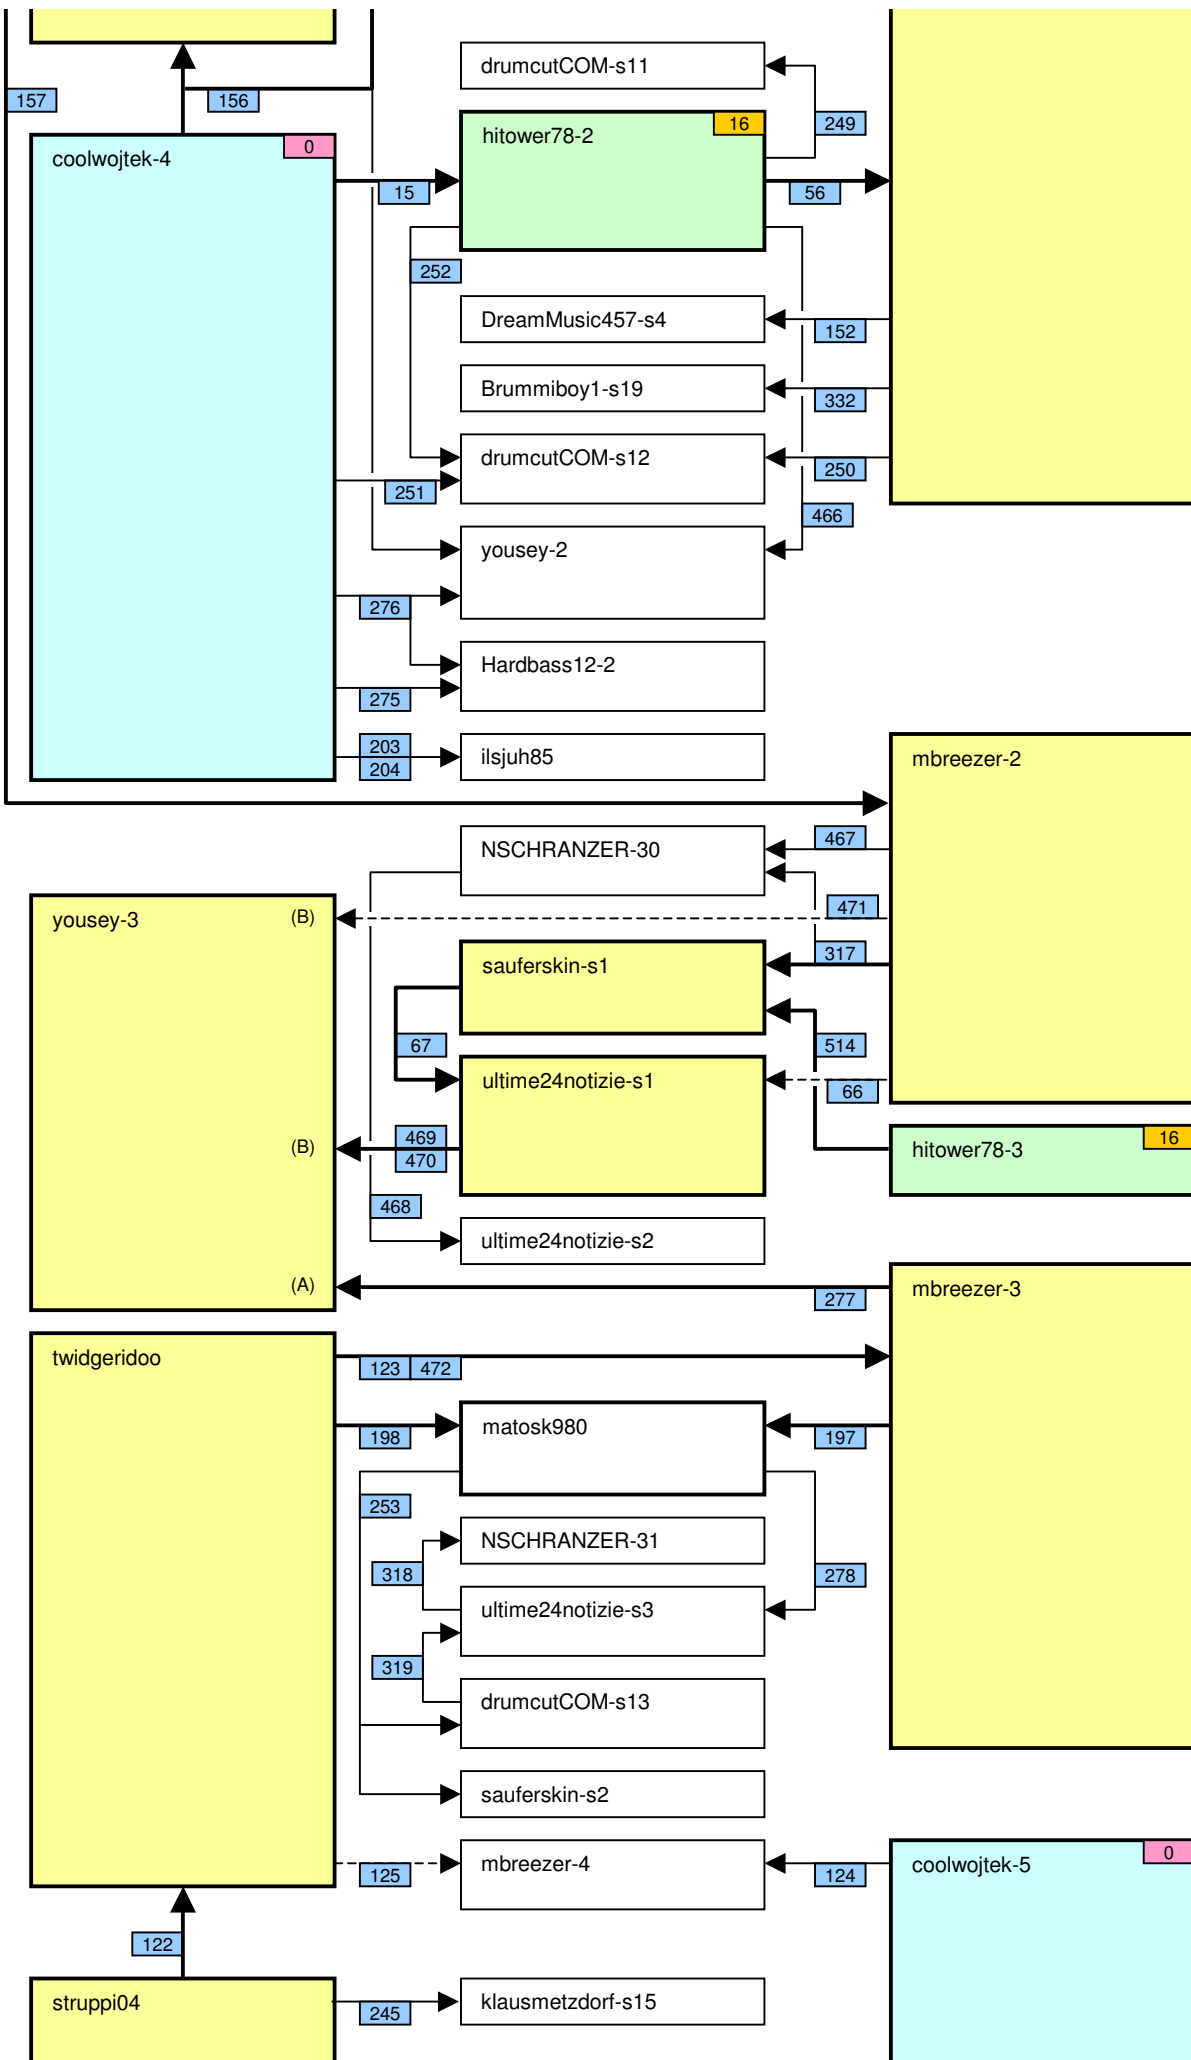 drumcutCOM-s11
157
156
249
hitower78-2
16
coolwojtek-4
0
15
56
252
DreamMusic457-s4
152
Brummiboy1-s19
332
drumcutCOM-s12
250
251
466
yousey-2
276
Hardbass12-2
275
203
ilsjuh85
204
mbreezer-2
467
NSCHRANZER-30
471
yousey-3
(B)
317
sauferskin-s1
67
514
ultime24notizie-s1
66
469
(B)
470
hitower78-3
16
468
ultime24notizie-s2
(A)
277
mbreezer-3
twidgeridoo
123
472
matosk980
198
197
253
NSCHRANZER-31
318
278
ultime24notizie-s3
319
drumcutCOM-s13
sauferskin-s2
mbreezer-4
125
124
coolwojtek-5
0
122
struppi04
245
klausmetzdorf-s15